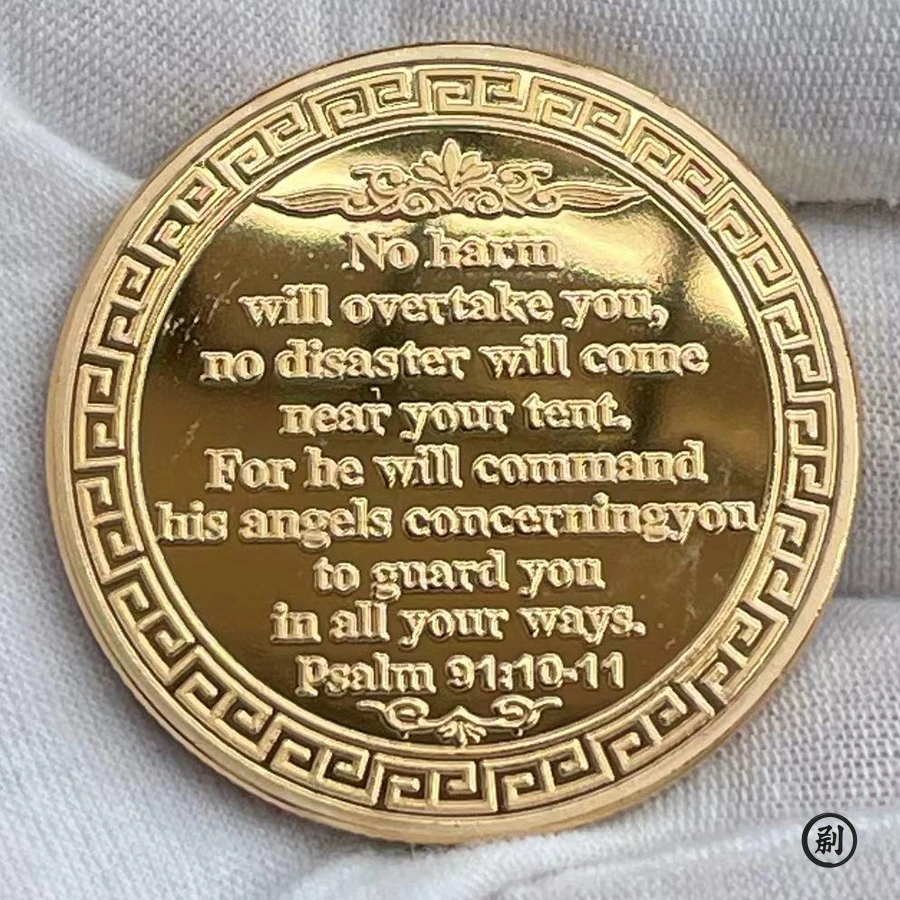 No harm
will overtake you,
no disaster will come
near your tent.
For he will command
his angels concerningyou
to guard you
in all your ways.
Psalm 91:10-11
刷